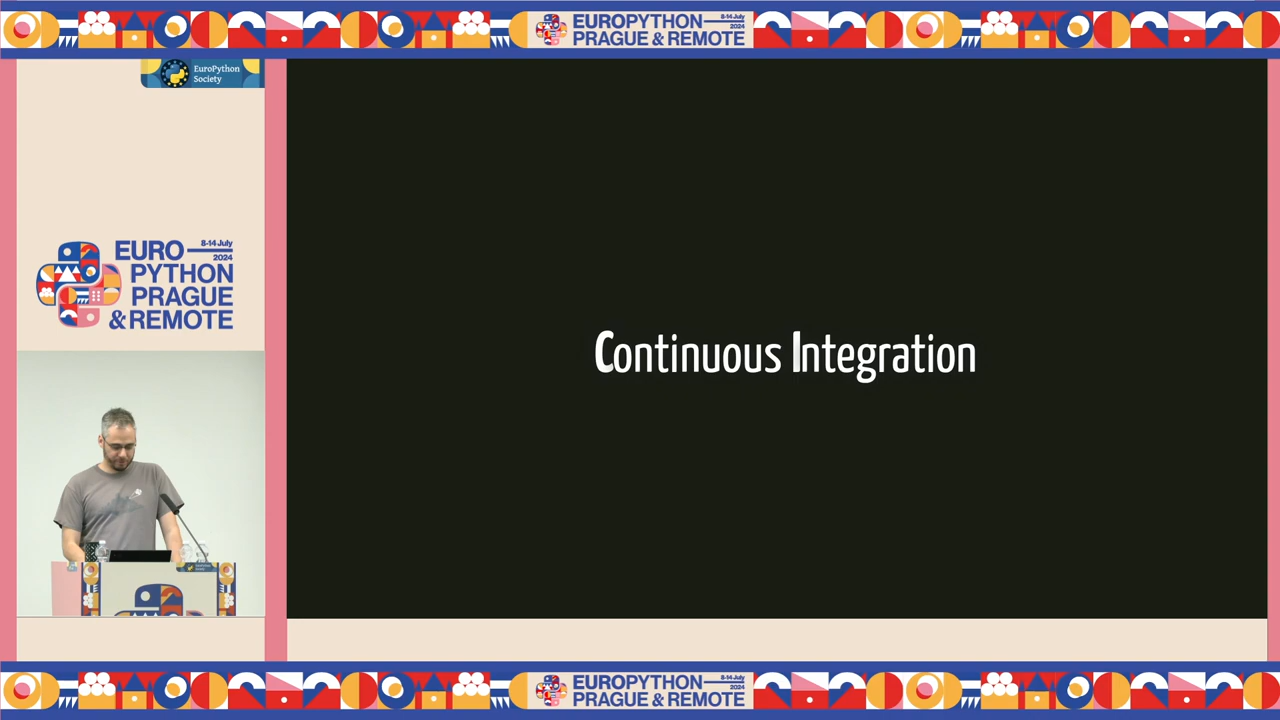 EUROPYTHON 8-14 July
2024
PRAGUE & REMOTE
EuroPython
Society
EURO 8-14 July
2024
PYTHON
PRAGUE
& REMOTE
Continuous Integration
EUROPYTHON 8-14 July
2024
PRAGUE & REMOTE